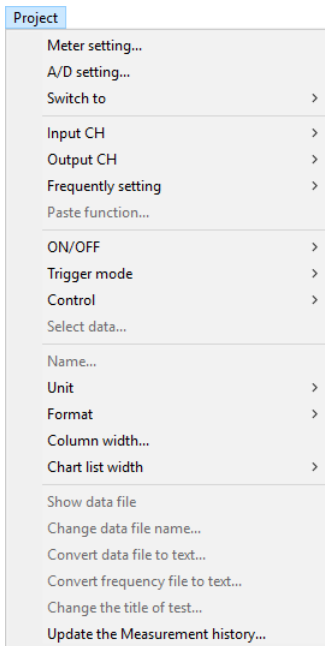 Project
Meter setting...
A/D setting...
Switch to
Input CH
Output CH
Frequently setting
Paste function...
ON/OFF
Trigger mode
Control
Select data...
Name...
Unit
Format
Column width...
Chart list width
Show data file
Change data file name...
Convert data file to text...
Convert frequency file to text...
Change the title of test...
Update the Measurement history...